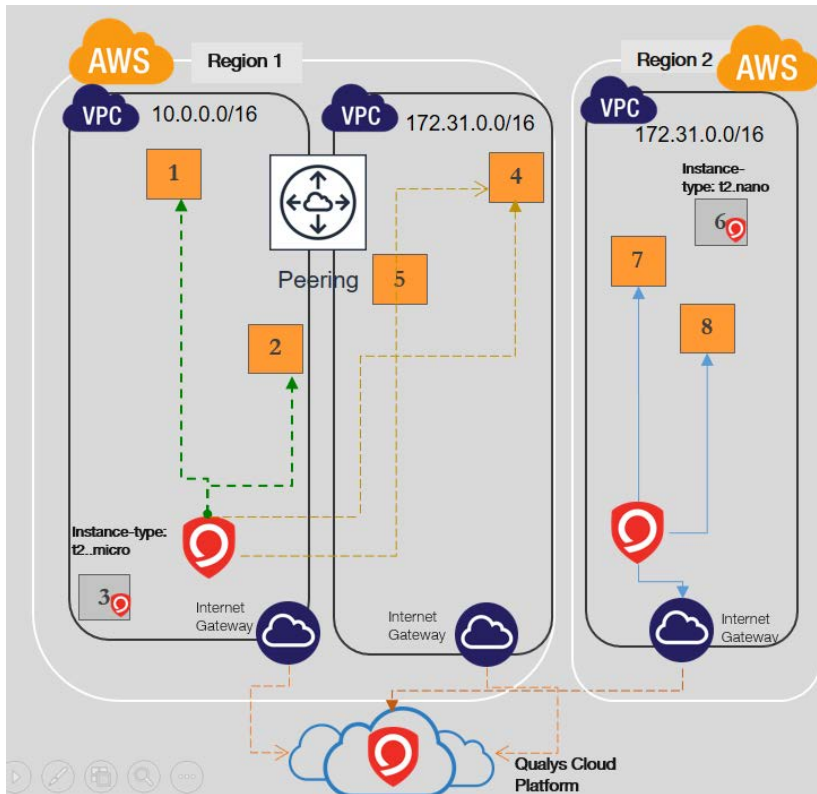 AWS
Region 1
VPC
10.0.0.0/16
1
2
Instance-type:
t2..micro
3
Internet
Gateway
Peering
VPC
172.31.0.0/16
4
5
Internet
Gateway
Region 2
AWS
VPC
172.31.0.0/16
Instance-
type: t2.nano
6
7
8
Internet
Gateway
Qualys Cloud
Platform